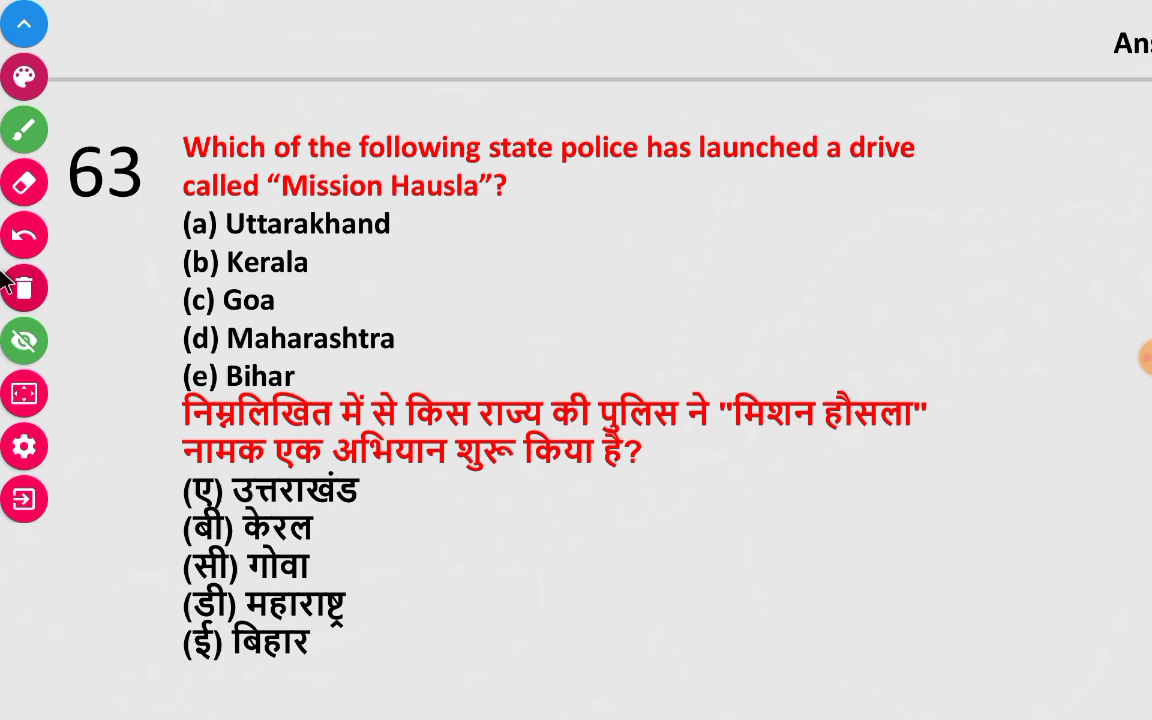 Ans
63
Which of the following state police has launched a drive
called “Mission Hausla”?
(a) Uttarakhand
(b) Kerala
(c) Goa
(d) Maharashtra
(e) Bihar
निम्नलिखित में से किस राज्य की पुलिस ने "मिशन हौसला"
नामक एक अभियान शुरू किया है?
(ए) उत्तराखंड
(बी) केरल
(सी) गोवा
(डी) महाराष्ट्र
(ई) बिहार